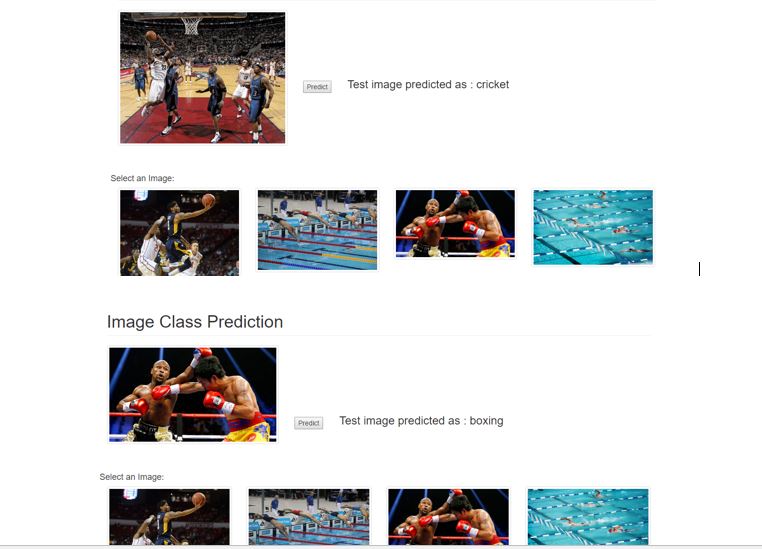 Predict
Test image predicted as : cricket
Select an Image:
Image Class Prediction
Predict
Test image predicted as : boxing
Select an Image: